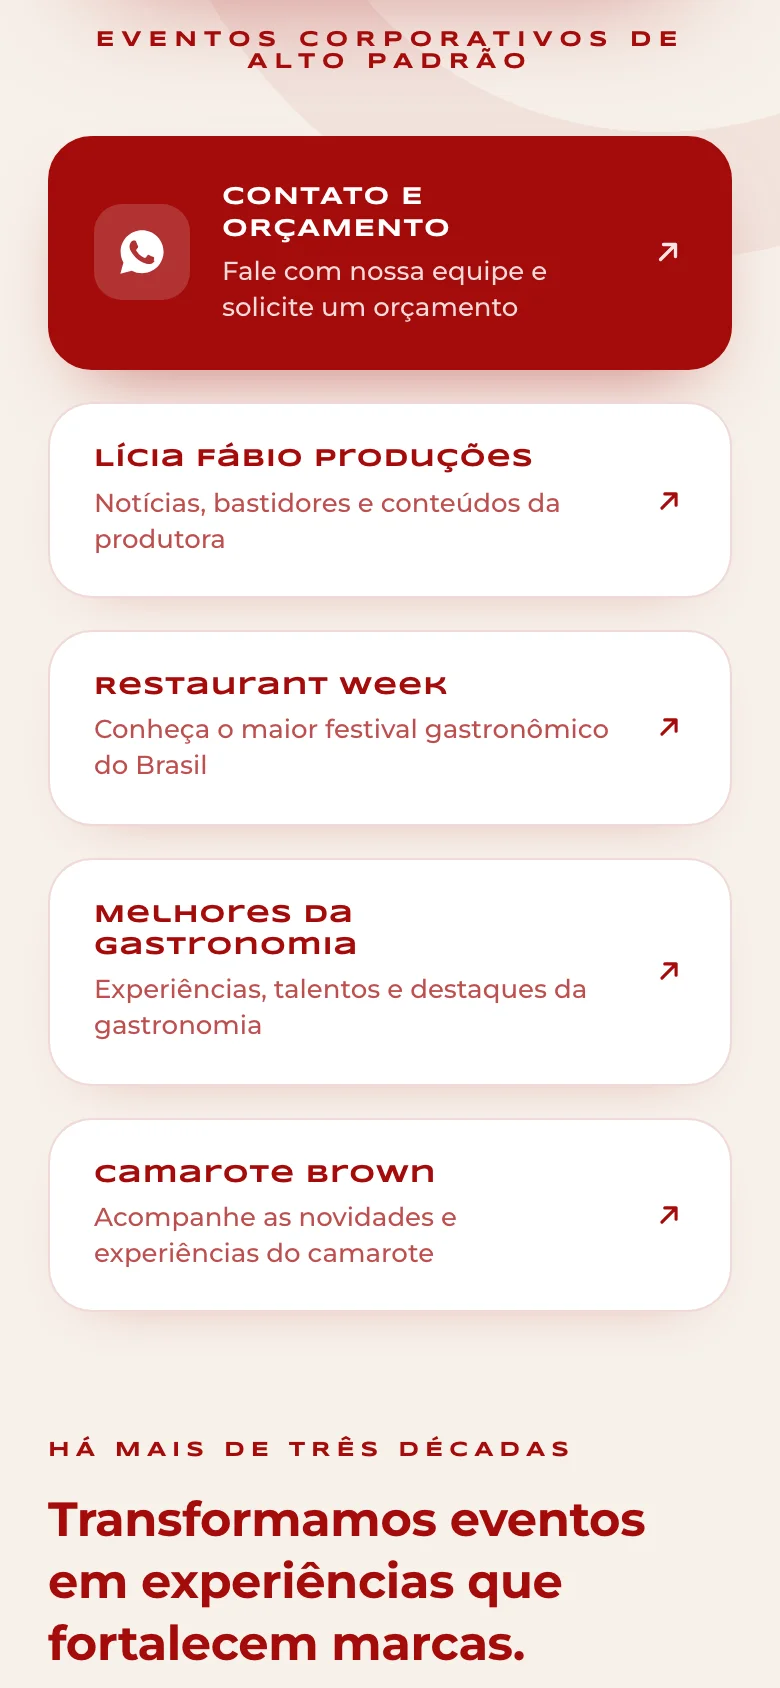 EVENTOS CORPORATIVOS DE
ALTO PADRÃO
CONTATO E
ORÇAMENTO
Fale com nossa equipe e
solicite um orçamento
Lícia Fábio Produções
Notícias, bastidores e conteúdos da
produtora
Restaurant Week
Conheça o maior festival gastronômico
do Brasil
Melhores da
Gastronomia
Experiências, talentos e destaques da
gastronomia
Camarote Brown
Acompanhe as novidades e
experiências do camarote
HÁ MAIS DE TRÊS DÉCADAS
Transformamos eventos
em experiências que
fortalecem marcas.